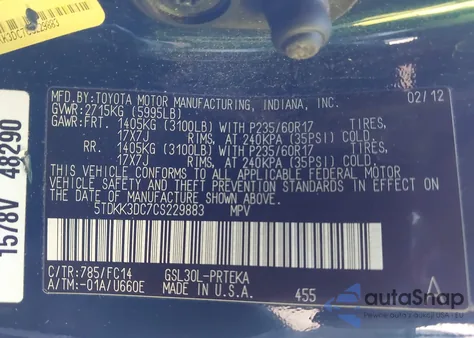 K3DC7CS229883
MFD.BY:TOYOTA MOTOR MANUFACTURING, INDIANA, INC. 02/12
GVWR: 2715KG (5995LB)
GAWR:FRT. 1405KG (3100LB) WITH P235/60R17 TIRES,
17X7J RIMS, AT 240KPA (35PSI) COLD.
RR. 1405KG (3100LB) WITH P235/60R17 TIRES,
17X7J RIMS, AT 240KPA (35PSI) COLD.
THIS VEHICLE CONFORMS TO ALL APPLICABLE FEDERAL MOTOR
VEHICLE SAFETY AND THEFT PREVENTION STANDARDS IN EFFECT
ON THE DATE OF MANUFACTURE SHOWN ABOVE.
5TDKK3DC7CS229883 MPV
C/TR:785/FC14 GSL30L-PRTEKA
A/TM:-01A/U660E MADE IN U.S.A. 455
1578V 48290
autoSnap